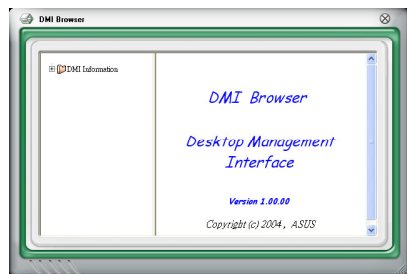 DMI Browser
DMI Information
DMI Browser
Desktop Management
Interface
Version 1.00.00
Copyright (c) 2004 , ASUS